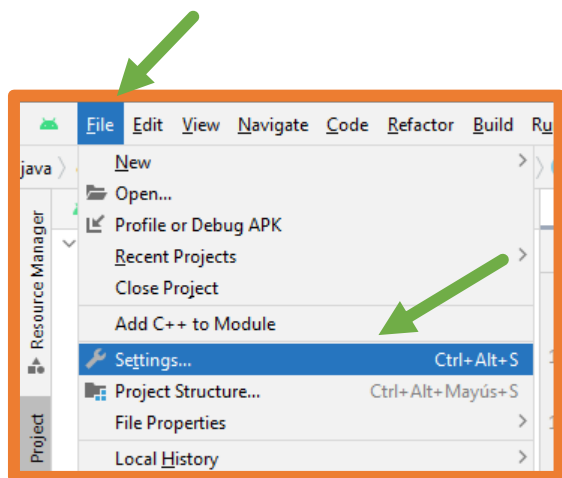 File Edit View Navigate Code Refactor Build Ru
java
New
Open...
Profile or Debug APK
Recent Projects
Close Project
Add C++ to Module
Settings... Ctrl+Alt+S
Project Structure... Ctrl+Alt+Mayús+S
File Properties
Local History
Resource Manager
Project